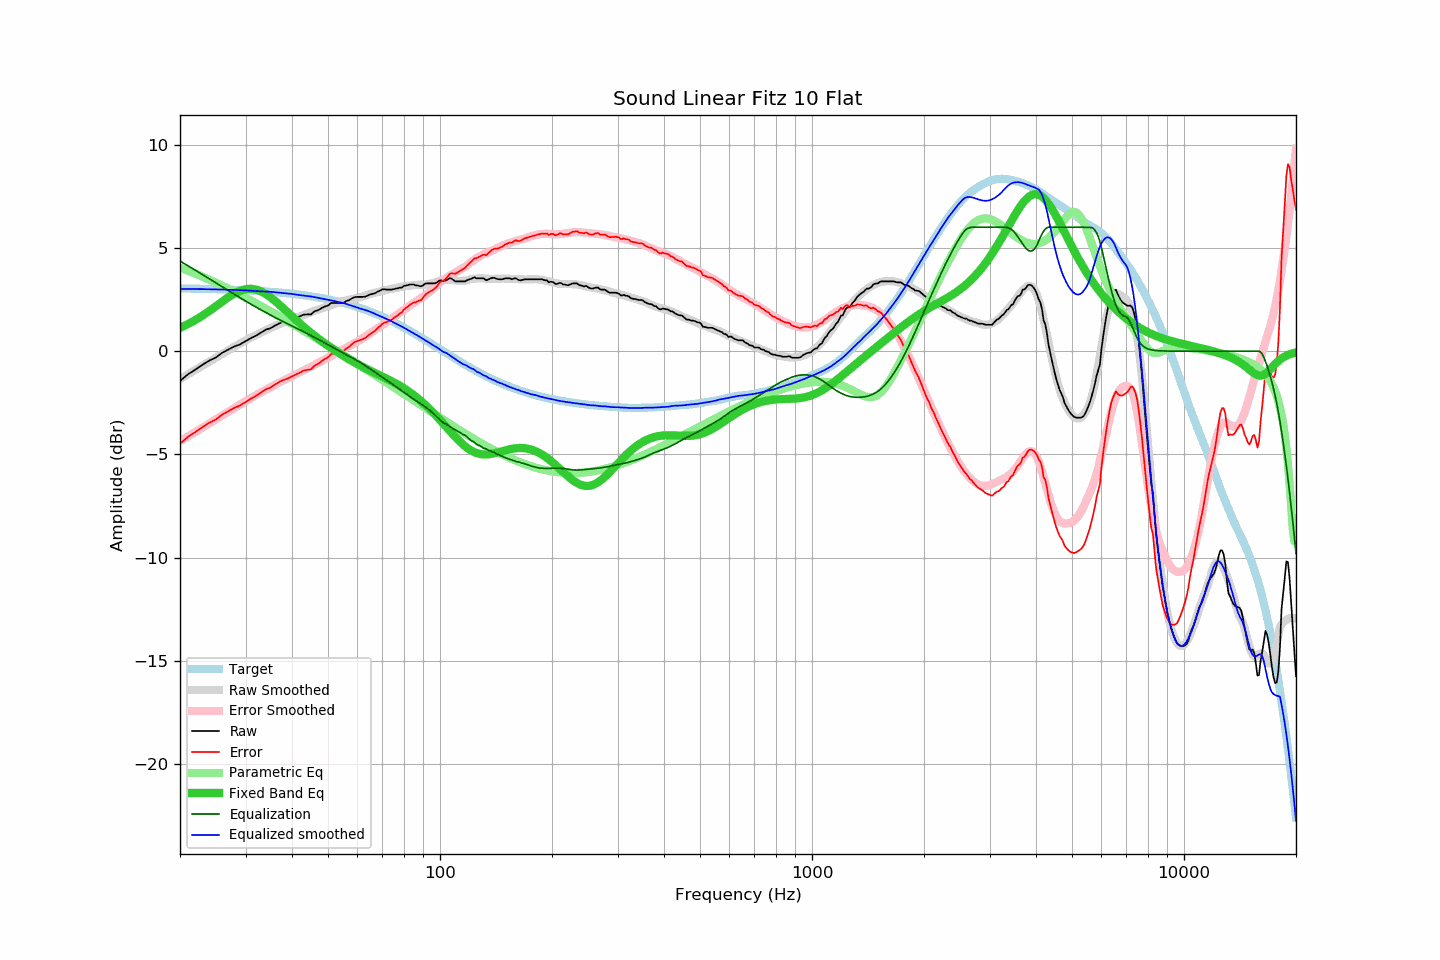 Sound Linear Fitz 10 Flat
10
5
0
−5
−10
−15
−20
Amplitude (dBr)
Target
Raw Smoothed
Error Smoothed
Raw
Error
Parametric Eq
Fixed Band Eq
Equalization
Equalized smoothed
100
1000
10000
Frequency (Hz)